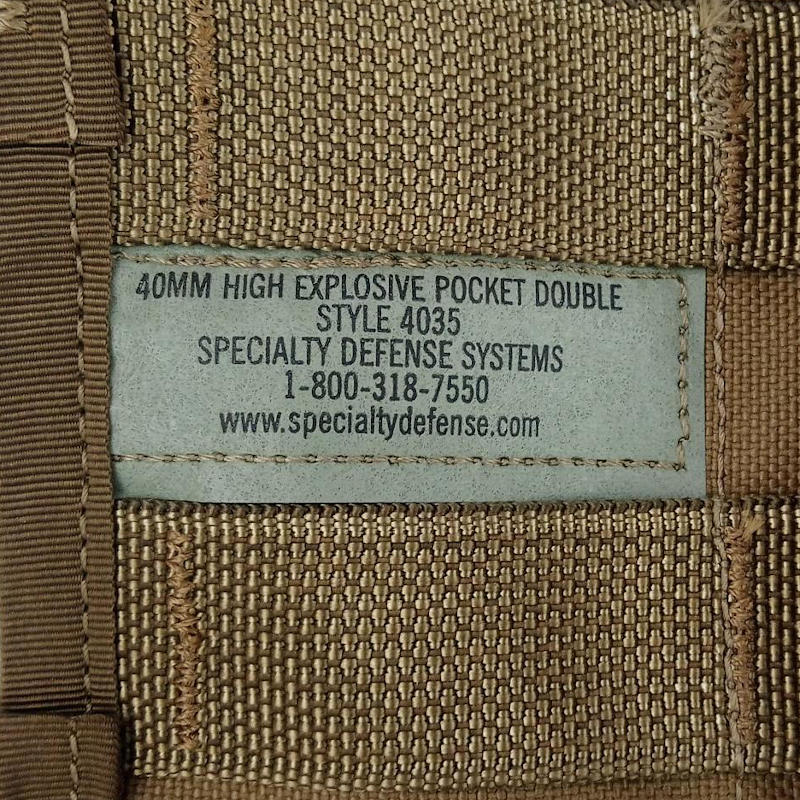 40MM HIGH EXPLOSIVE POCKET DOUBLE
STYLE 4035
SPECIALTY DEFENSE SYSTEMS
1-800-318-7550
www.specialtydefense.com